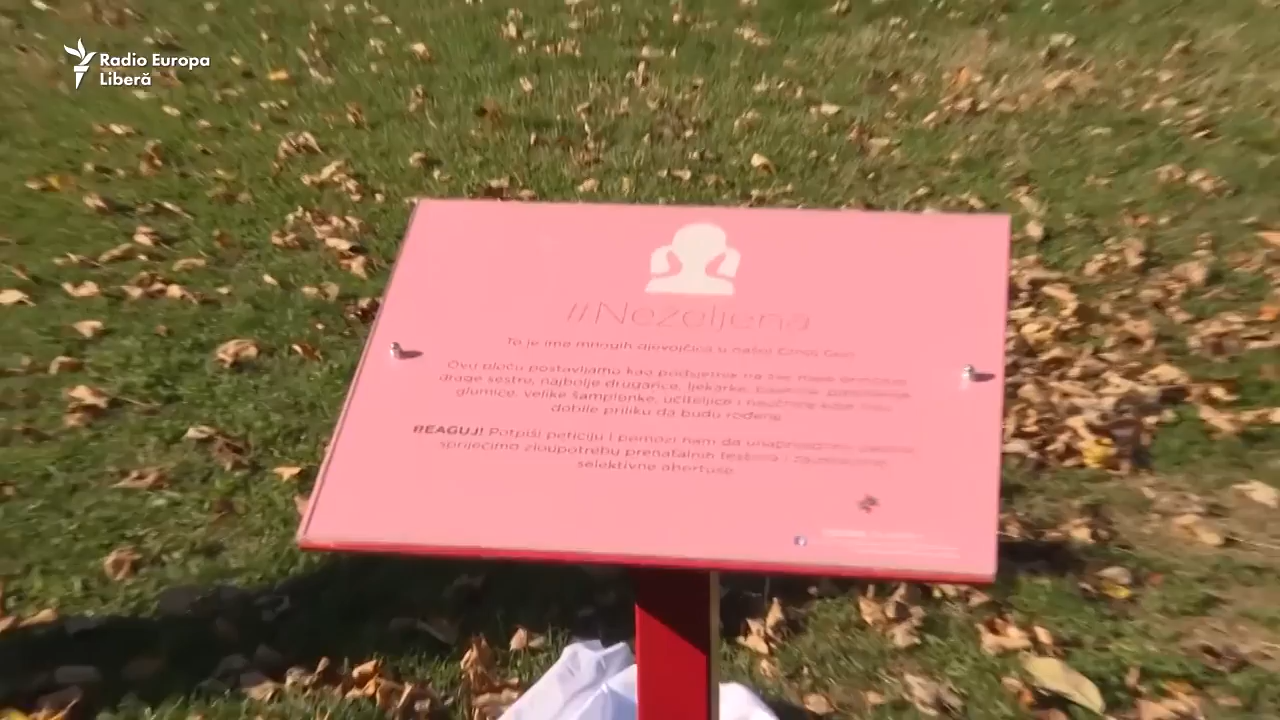 Radio Europa
Liberă
#Neželjena
To je ime mnogih djevojčica u našoj Crnoj Gori.
Ovu ploču postavljamo kao podsjetnik na sve naše
druge sestre, najbolje drugarice, ljekarke,
glumice, velike šampionke, učiteljice i naučnice koje nisu
dobile priliku da budu rođene.
REAGUJ! Potpiši peticiju i pomozi nam da
spriječimo zloupotrebu prenatalnih testova i
selektivne abortuse.